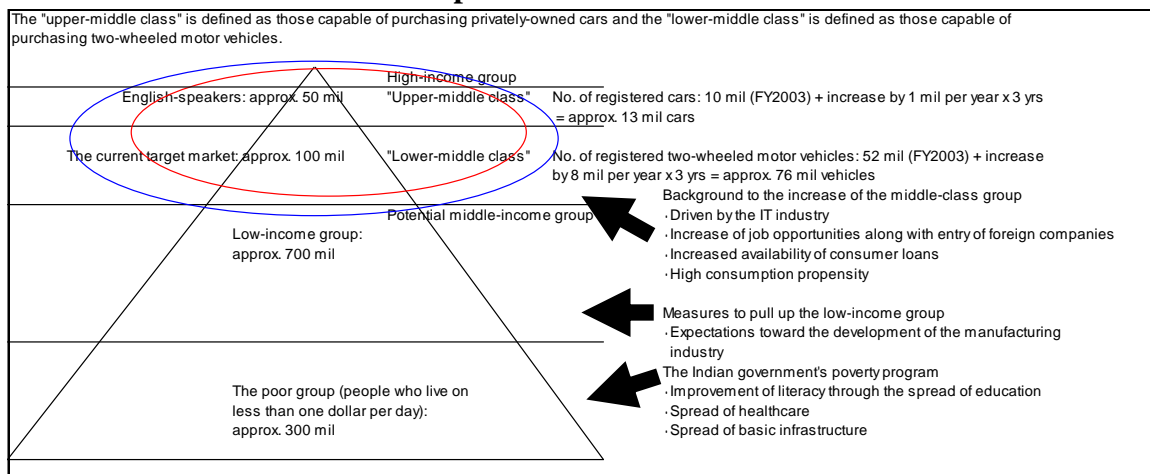 The "upper-middle class" is defined as those capable of purchasing privately-owned cars and the "lower-middle class" is defined as those capable of
purchasing two-wheeled motor vehicles.
High-income group
English-speakers: approx. 50 mil
"Upper-middle class"
No. of registered cars: 10 mil (FY2003) + increase by 1 mil per year x 3 yrs
= approx. 13 mil cars
The current target market: approx. 100 mil
"Lower-middle class"
No. of registered two-wheeled motor vehicles: 52 mil (FY2003) + increase
by 8 mil per year x 3 yrs = approx. 76 mil vehicles
Potential middle-income group
Background to the increase of the middle-class group
·Driven by the IT industry
·Increase of job opportunities along with entry of foreign companies
·Increased availability of consumer loans
·High consumption propensity
Low-income group:
approx. 700 mil
Measures to pull up the low-income group
·Expectations toward the development of the manufacturing
industry
The poor group (people who live on
less than one dollar per day):
approx. 300 mil
The Indian government's poverty program
·Improvement of literacy through the spread of education
·Spread of healthcare
·Spread of basic infrastructure